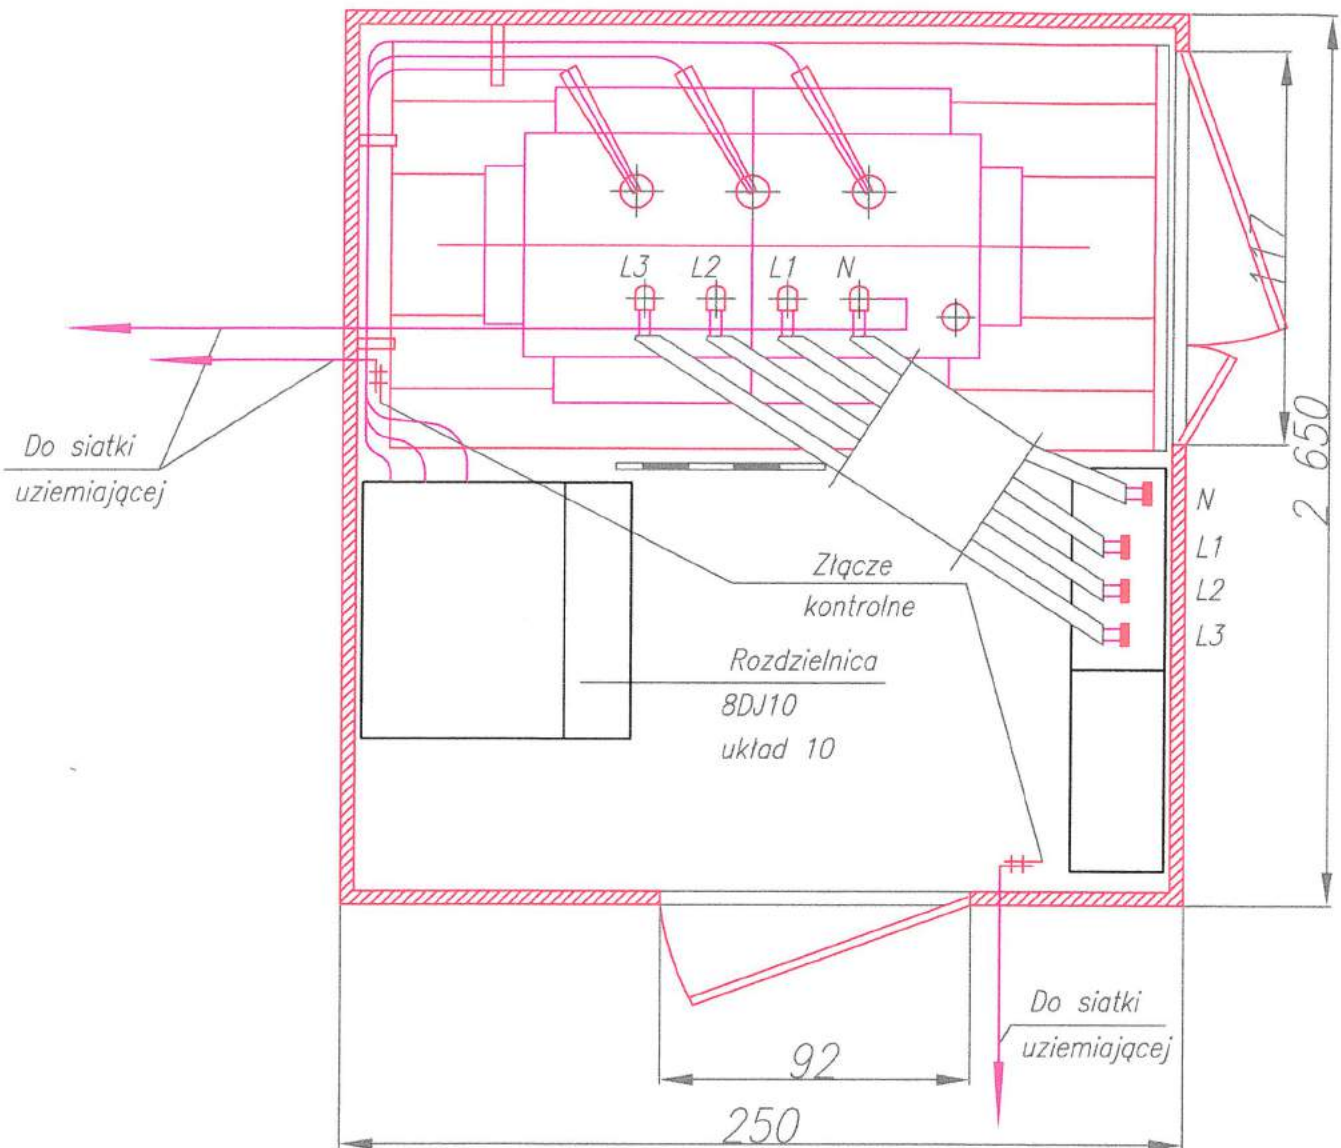 L3 L2 L1 N
117
2 650
Do siatki
uziemiającej
N
L1
L2
L3
Złącze
kontrolne
Rozdzielnica
8DJ10
układ 10
Do siatki
uziemiającej
92
250